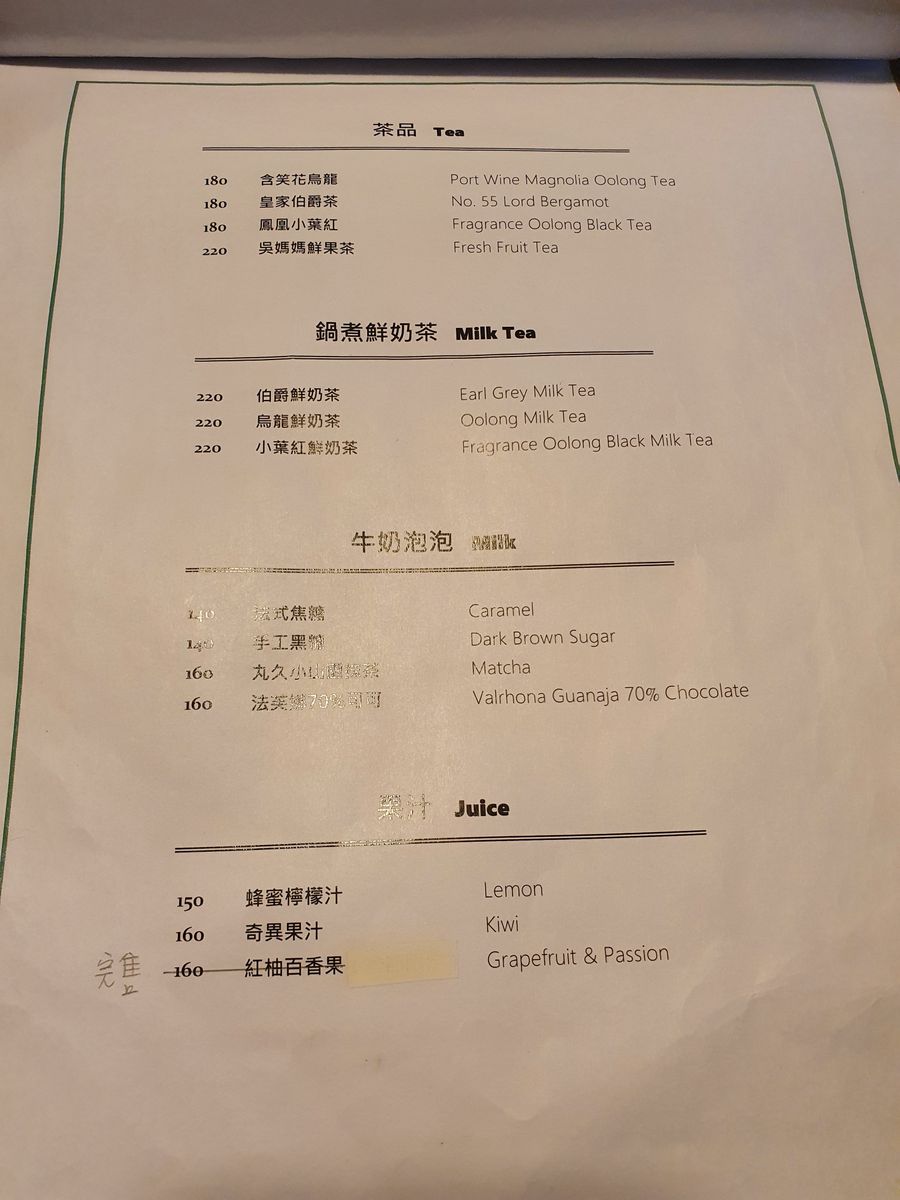 茶品 Tea
180 含笑花烏龍 Port Wine Magnolia Oolong Tea
180 皇家伯爵茶 No. 55 Lord Bergamot
180 鳳凰小葉紅 Fragrance Oolong Black Tea
220 吳媽媽鮮果茶 Fresh Fruit Tea
鍋煮鮮奶茶 Milk Tea
220 伯爵鮮奶茶 Earl Grey Milk Tea
220 烏龍鮮奶茶 Oolong Milk Tea
220 小葉紅鮮奶茶 Fragrance Oolong Black Milk Tea
牛奶泡泡 Milk
140 法式焦糖 Caramel
140 手工黑糖 Dark Brown Sugar
160 丸久小山園抹茶 Matcha
160 法芙娜70%可可 Valrhona Guanaja 70% Chocolate
果汁 Juice
150 蜂蜜檸檬汁 Lemon
160 奇異果汁 Kiwi
完售 160 紅柚百香果 Grapefruit & Passion